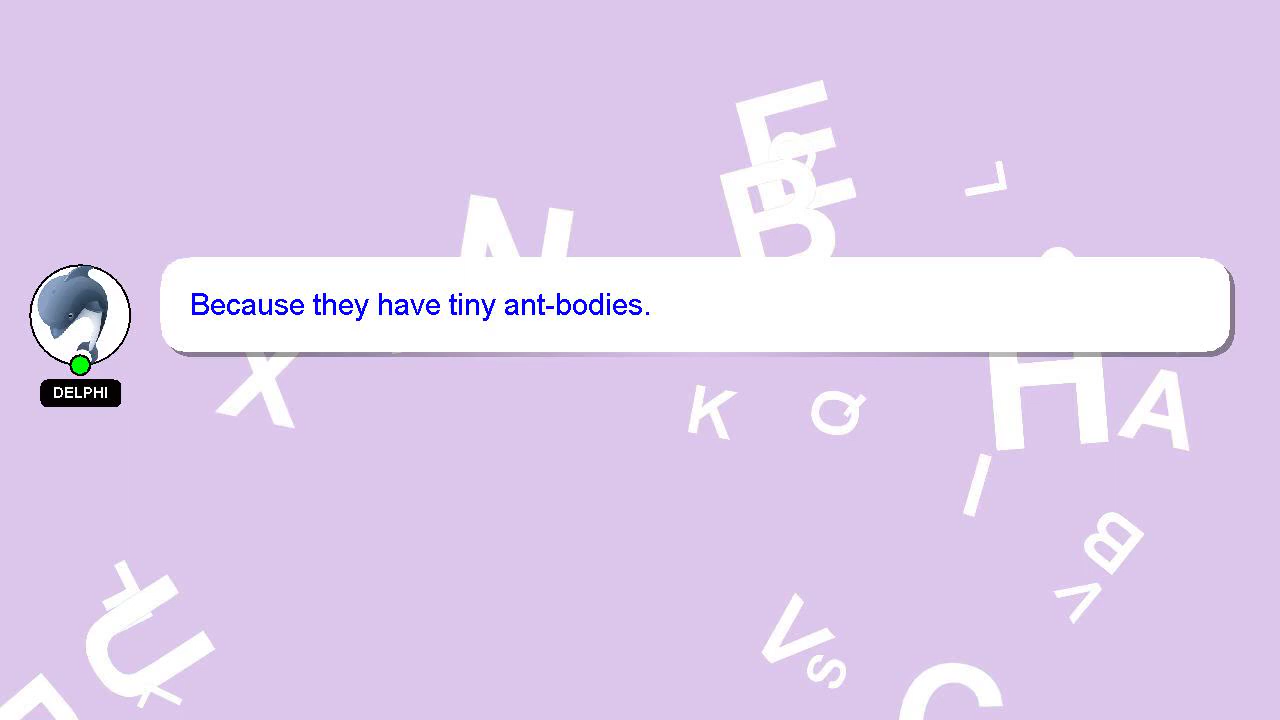 Because they have tiny ant-bodies.
DELPHI
E
B
L
N
X
K
Q
H
A
I
B
V
U
V
S
C